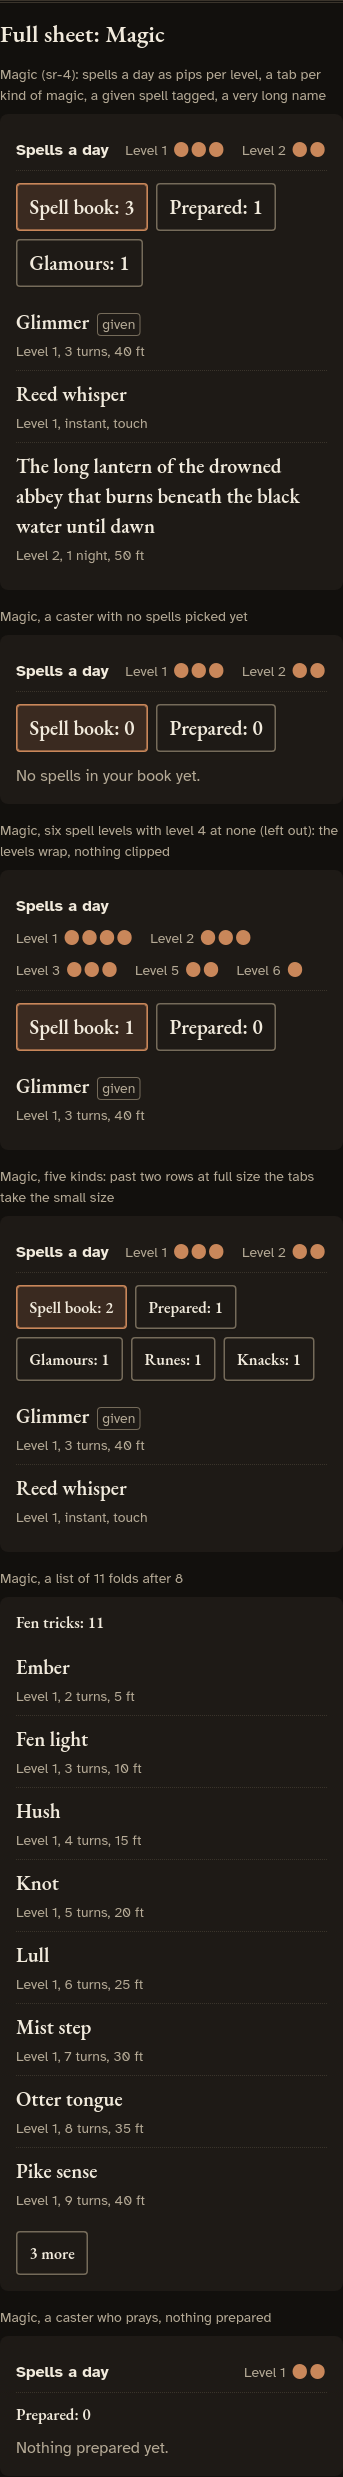 Full sheet: Magic
Magic (sr-4): spells a day as pips per level, a tab per
kind of magic, a given spell tagged, a very long name
Spells a day Level 1 Level 2
Spell book: 3 Prepared: 1
Glamours: 1
Glimmer given
Level 1, 3 turns, 40 ft
Reed whisper
Level 1, instant, touch
The long lantern of the drowned
abbey that burns beneath the black
water until dawn
Level 2, 1 night, 50 ft
Magic, a caster with no spells picked yet
Spells a day Level 1 Level 2
Spell book: 0 Prepared: 0
No spells in your book yet.
Magic, six spell levels with level 4 at none (left out): the
levels wrap, nothing clipped
Spells a day
Level 1 Level 2
Level 3 Level 5 Level 6
Spell book: 1 Prepared: 0
Glimmer given
Level 1, 3 turns, 40 ft
Magic, five kinds: past two rows at full size the tabs
take the small size
Spells a day Level 1 Level 2
Spell book: 2 Prepared: 1
Glamours: 1 Runes: 1 Knacks: 1
Glimmer given
Level 1, 3 turns, 40 ft
Reed whisper
Level 1, instant, touch
Magic, a list of 11 folds after 8
Fen tricks: 11
Ember
Level 1, 2 turns, 5 ft
Fen light
Level 1, 3 turns, 10 ft
Hush
Level 1, 4 turns, 15 ft
Knot
Level 1, 5 turns, 20 ft
Lull
Level 1, 6 turns, 25 ft
Mist step
Level 1, 7 turns, 30 ft
Otter tongue
Level 1, 8 turns, 35 ft
Pike sense
Level 1, 9 turns, 40 ft
3 more
Magic, a caster who prays, nothing prepared
Spells a day Level 1
Prepared: 0
Nothing prepared yet.